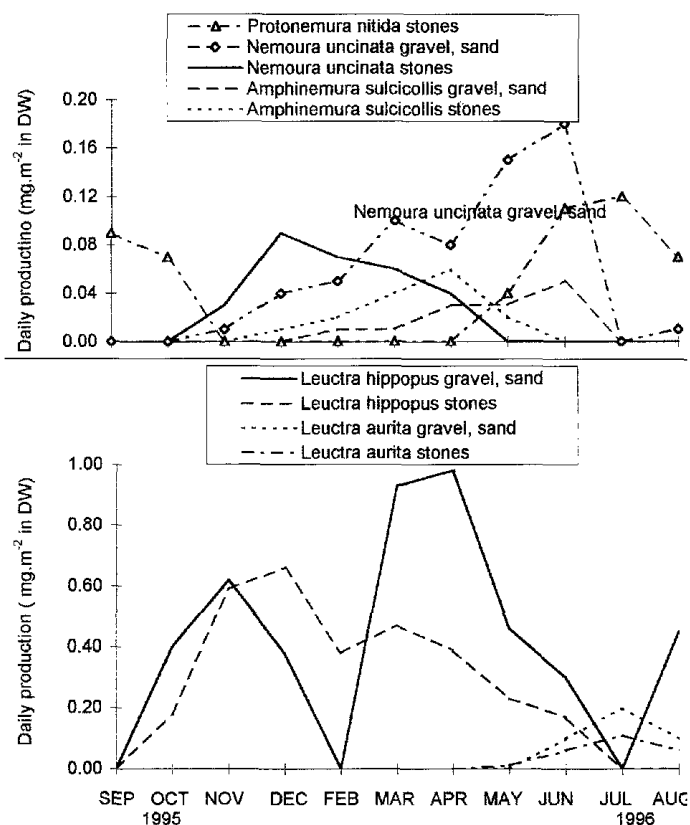 Protonemura nitida stones
Nemoura uncinata gravel, sand
Nemoura uncinata stones
Amphinemura sulcicollis gravel, sand
Amphinemura sulcicollis stones
Daily productino (mg.m-2 in DW)
0.20
0.16
0.12
0.08
0.04
0.00
Nemoura uncinata gravel, sand
Leuctra hippopus gravel, sand
Leuctra hippopus stones
Leuctra aurita gravel, sand
Leuctra aurita stones
Daily production ( mg.m-2 in DW)
1.00
0.80
0.60
0.40
0.20
0.00
SEP OCT NOV DEC FEB MAR APR MAY JUN JUL AUG
1995 1996